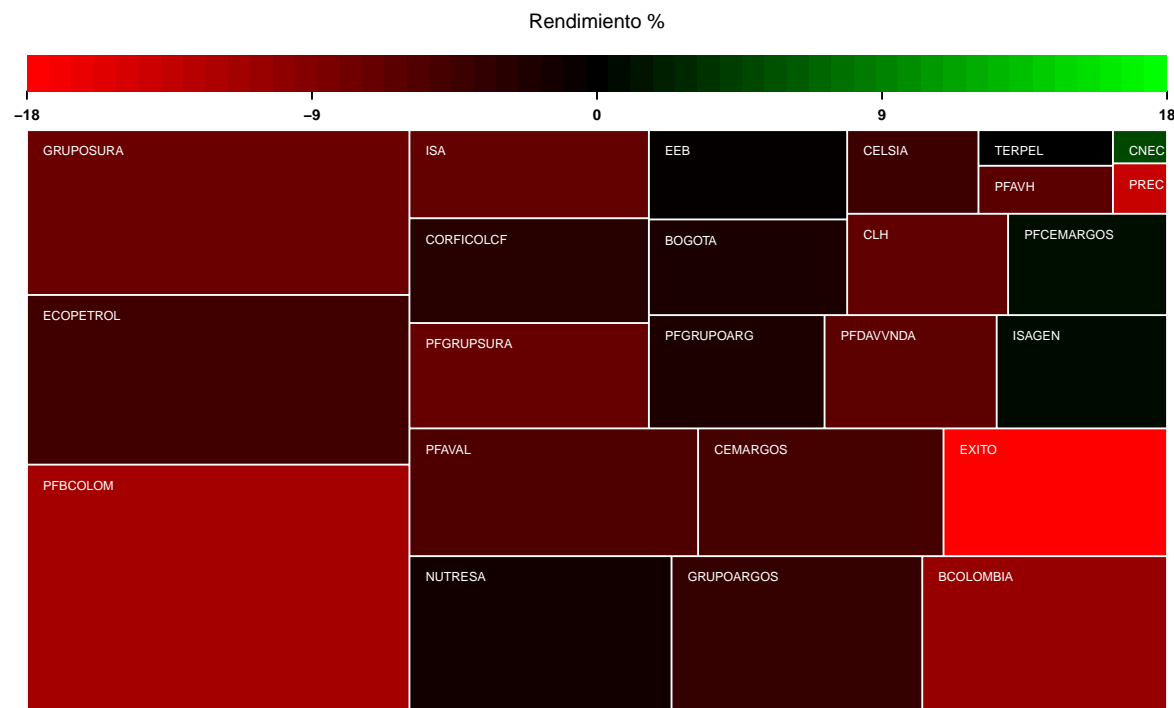 Rendimiento %
−18 −9 0 9 18
GRUPOSURA
ISA
EEB
CELSIA
TERPEL
CNEC
PFAVH
PREC
CORFICOLCF
BOGOTA
CLH
PFCEMARGOS
ECOPETROL
PFGRUPSURA
PFGRUPOARG
PFDAVVNDA
ISAGEN
PFAVAL
CEMARGOS
EXITO
PFBCOLOM
NUTRESA
GRUPOARGOS
BCOLOMBIA